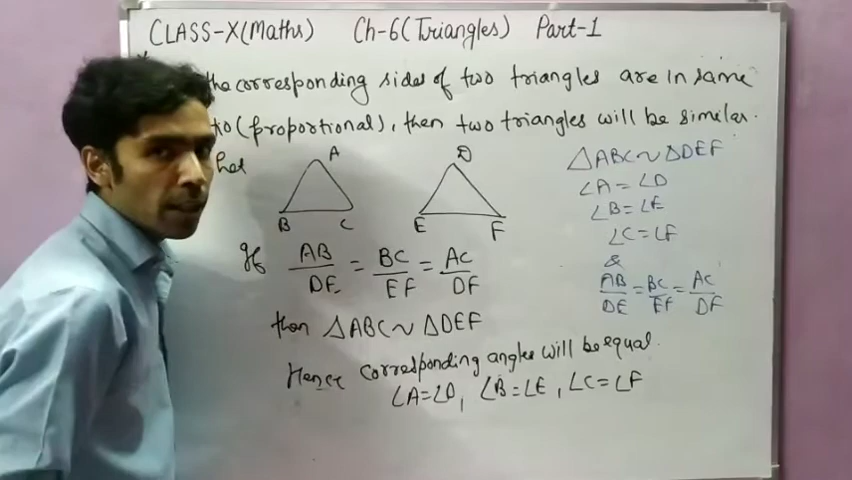 CLASS-X(Maths) Ch-6(Triangles) Part-1
the corresponding sides of two triangles are in same
(proportional), then two triangles will be similar.
A D
B C E F
If AB/DE = BC/EF = AC/DF
then △ABC ~ △DEF
Hence corresponding angles will be equal.
∠A=∠D, ∠B=∠E, ∠C=∠F
△ABC ~ △DEF
∠A = ∠D
∠B = ∠E
∠C = ∠F
&
AB/DE = BC/EF = AC/DF